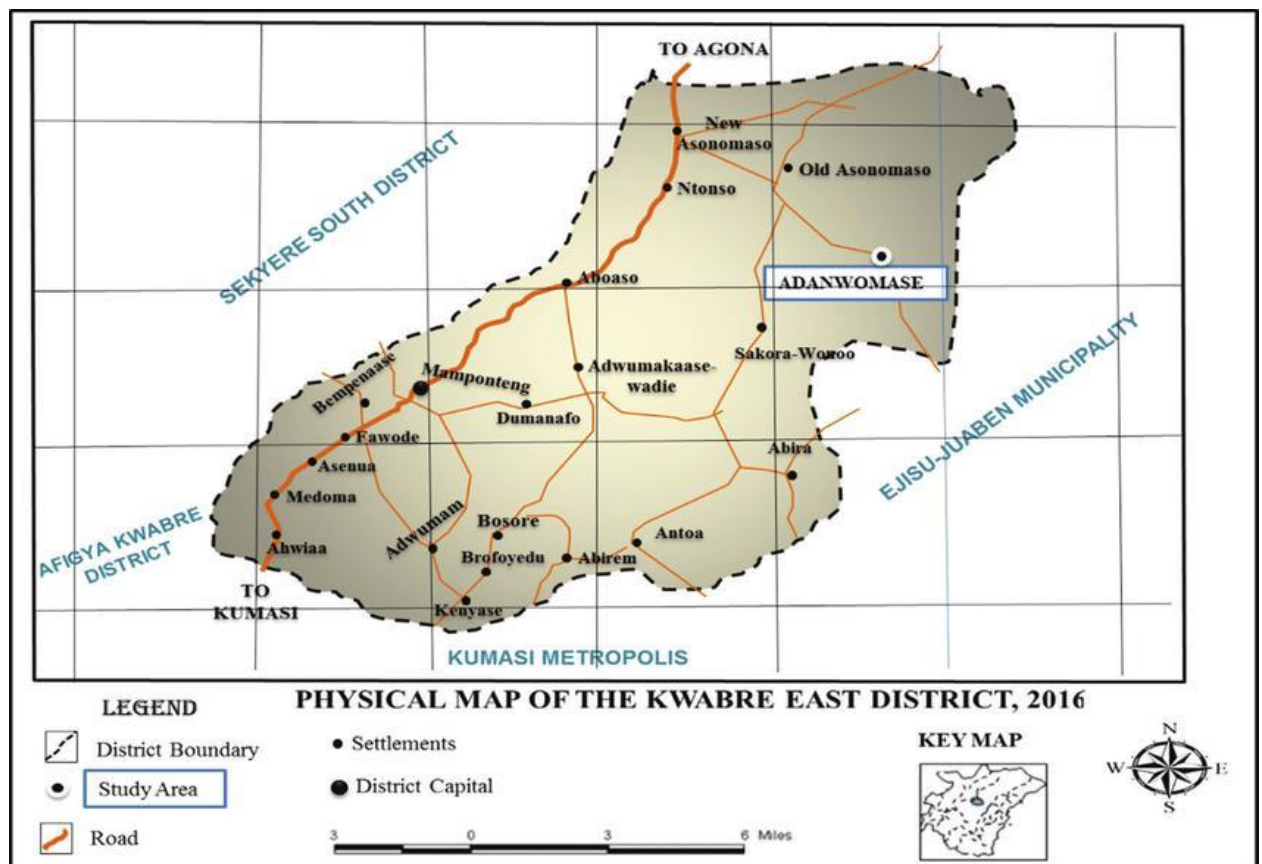 TO AGONA
New
Asonomaso
Old Asonomaso
Ntonso
SEKYERE SOUTH DISTRICT
Aboaso
ADANWOMASE
Sakora-Wonoo
EJISU-JUABEN MUNICIPALITY
Bempenaase
Mamponteng
Adwumakaase-
wadie
Dumanafo
Fawode
Abira
Asenua
Medoma
AFIGYA KWABRE
DISTRICT
Ahwiaa
Adwumam
Bosore
Antoa
Brofoyedu
Abirem
TO
KUMASI
Kenyase
KUMASI METROPOLIS
PHYSICAL MAP OF THE KWABRE EAST DISTRICT, 2016
LEGEND
District Boundary
Study Area
Road
Settlements
District Capital
3 0 3 6 Miles
KEY MAP
N
W E
S